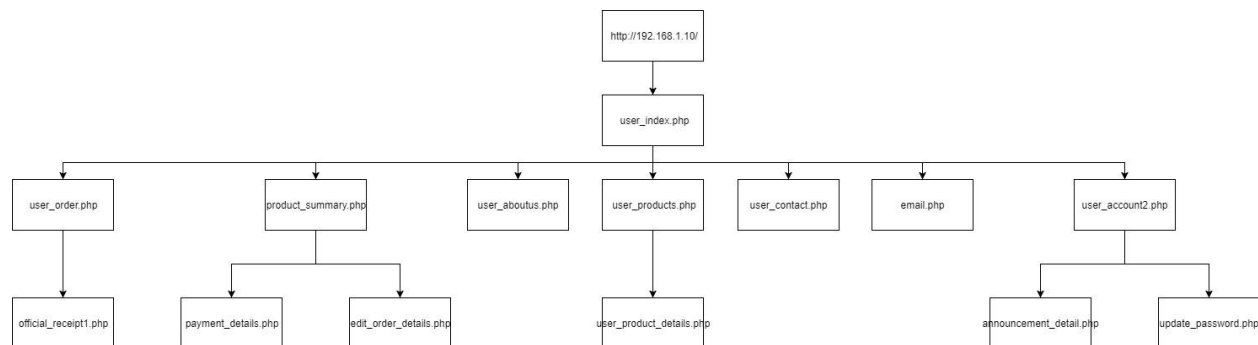 http://192.168.1.10/
user_index.php
user_order.php
product_summary.php
user_aboutus.php
user_products.php
user_contact.php
email.php
user_account2.php
official_receipt1.php
payment_details.php
edit_order_details.php
user_product_details.php
announcement_detail.php
update_password.php